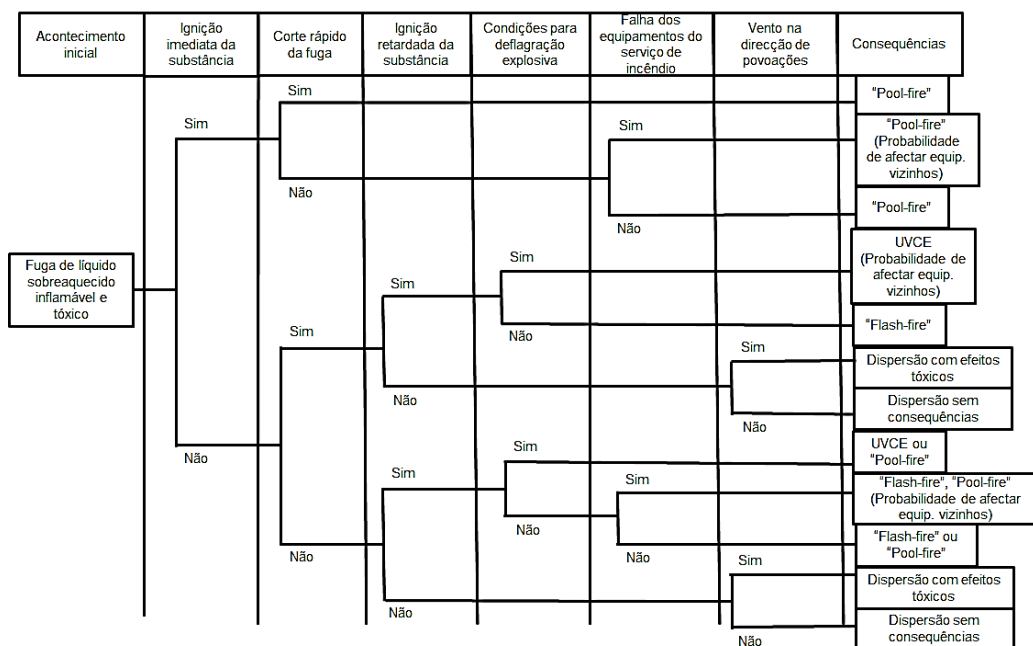 Acontecimento
inicial
Ignição
imediata da
substância
Corte rápido
da fuga
Ignição
retardada da
substância
Condições para
deflagração
explosiva
Falha dos
equipamentos do
serviço de
incêndio
Vento na
direcção de
povoações
Consequências
Sim
"Pool-fire"
Sim
Sim
"Pool-fire"
(Probabilidade
de afectar equip.
vizinhos)
Não
"Pool-fire"
Não
Fuga de líquido
sobreaquecido
inflamável e
tóxico
Sim
UVCE
(Probabilidade de
afectar equip.
vizinhos)
Sim
Sim
Não
"Flash-fire"
Sim
Dispersão com efeitos
tóxicos
Não
Não
Dispersão sem
consequências
Não
Sim
UVCE ou
"Pool-fire"
Sim
Sim
"Flash-fire", "Pool-fire"
(Probabilidade de afectar
equip. vizinhos)
Não
Não
Não
"Flash-fire" ou
"Pool-fire"
Sim
Dispersão com efeitos
tóxicos
Não
Não
Dispersão sem
consequências